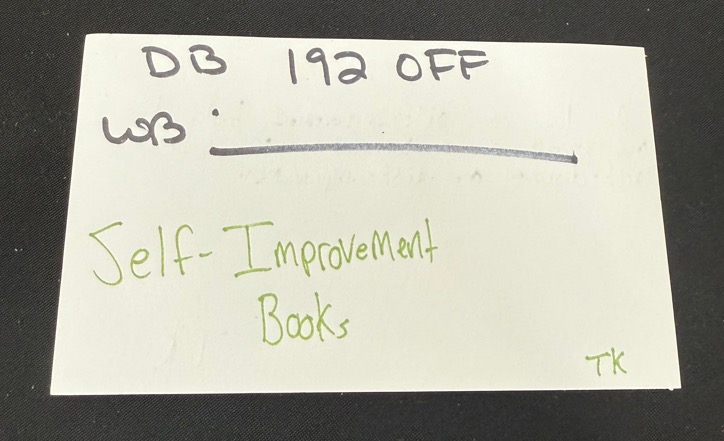 DB 192 OFF
WB
Self-Improvement
Books
TK